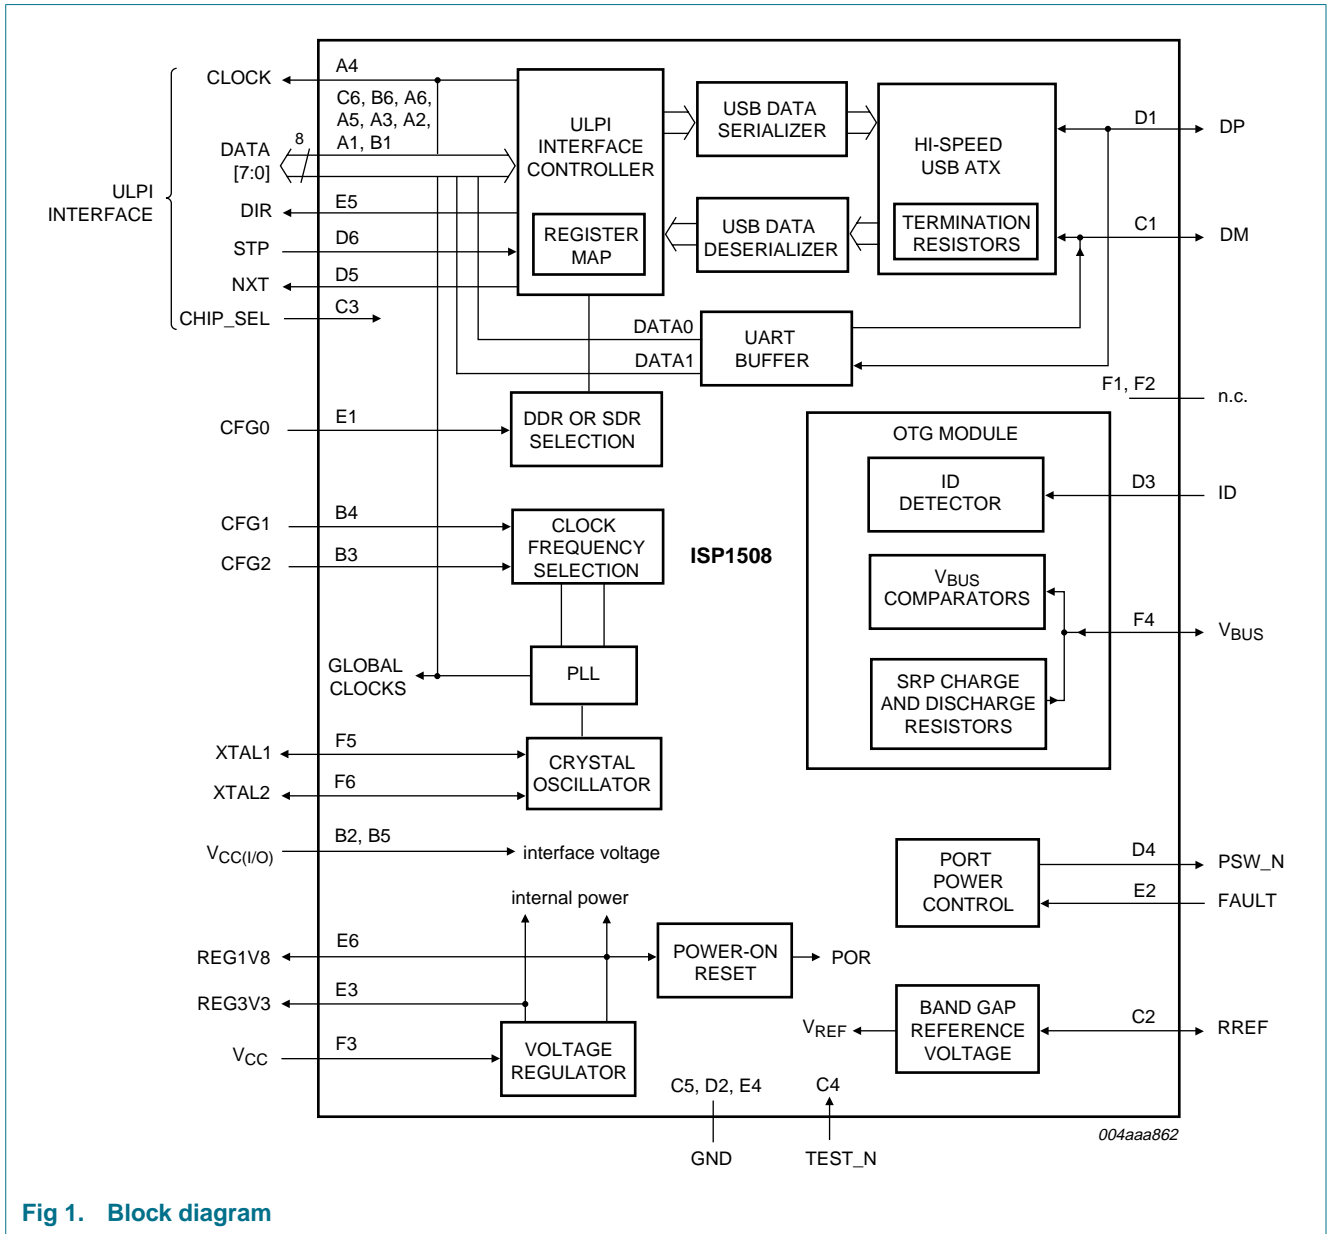 CLOCK
A4
C6, B6, A6,
A5, A3, A2,
A1, B1
8
DATA
[7:0]
ULPI
INTERFACE
DIR
E5
STP
D6
NXT
D5
CHIP_SEL
C3
ULPI
INTERFACE
CONTROLLER
REGISTER
MAP
USB DATA
SERIALIZER
USB DATA
DESERIALIZER
HI-SPEED
USB ATX
TERMINATION
RESISTORS
D1
DP
C1
DM
DATA0
DATA1
UART
BUFFER
F1, F2
n.c.
CFG0
E1
DDR OR SDR
SELECTION
OTG MODULE
ID
DETECTOR
D3
ID
CFG1
B4
CFG2
B3
CLOCK
FREQUENCY
SELECTION
ISP1508
VBUS
COMPARATORS
F4
VBUS
SRP CHARGE
AND DISCHARGE
RESISTORS
GLOBAL
CLOCKS
PLL
XTAL1
F5
XTAL2
F6
CRYSTAL
OSCILLATOR
VCC(I/O)
B2, B5
interface voltage
internal power
PORT
POWER
CONTROL
D4
PSW_N
E2
FAULT
REG1V8
E6
POWER-ON
RESET
POR
REG3V3
E3
VCC
F3
VOLTAGE
REGULATOR
VREF
BAND GAP
REFERENCE
VOLTAGE
C2
RREF
C5, D2, E4
C4
GND
TEST_N
004aaa862
Fig 1. Block diagram